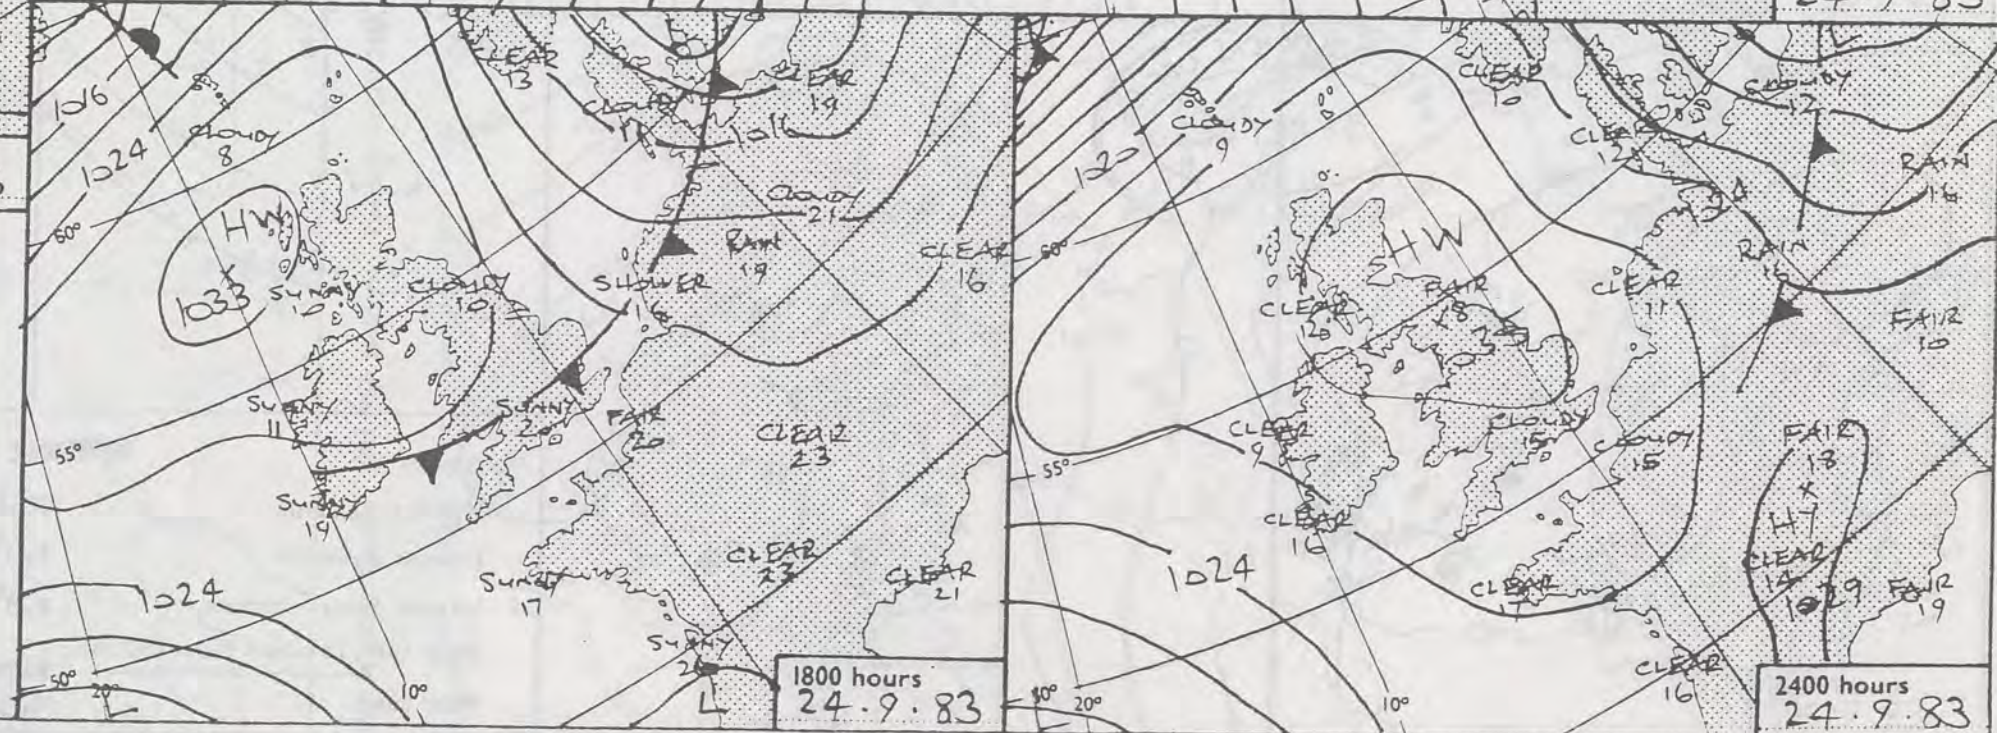 24.9.83
1016
CLEAR
13
CLEAR
19
CLOUDY
11
1016
CLOUDY
8
1024
CLOUDY
21
60°
HW
1033
RAIN
19
CLEAR
16
SUNNY
10
CLOUDY
10
SHOWER
16
SUNNY
11
SUNNY
20
FAIR
20
CLEAR
23
55°
SUNNY
19
CLEAR
23
CLEAR
21
SUNNY
17
1024
SUNNY
50°
20°
10°
L
L
1800 hours
24.9.83
L
CLEAR
10
CLOUDY
12
CLOUDY
9
CLEAR
12
1020
RAIN
16
60°
HW
RAIN
16
CLEAR
12
FAIR
18
CLEAR
11
FAIR
10
CLEAR
9
CLOUDY
15
CLOUDY
15
FAIR
18
55°
CLEAR
16
HY
CLEAR
14
1029
FAIR
19
1024
CLEAR
17
CLEAR
16
50°
20°
10°
2400 hours
24.9.83